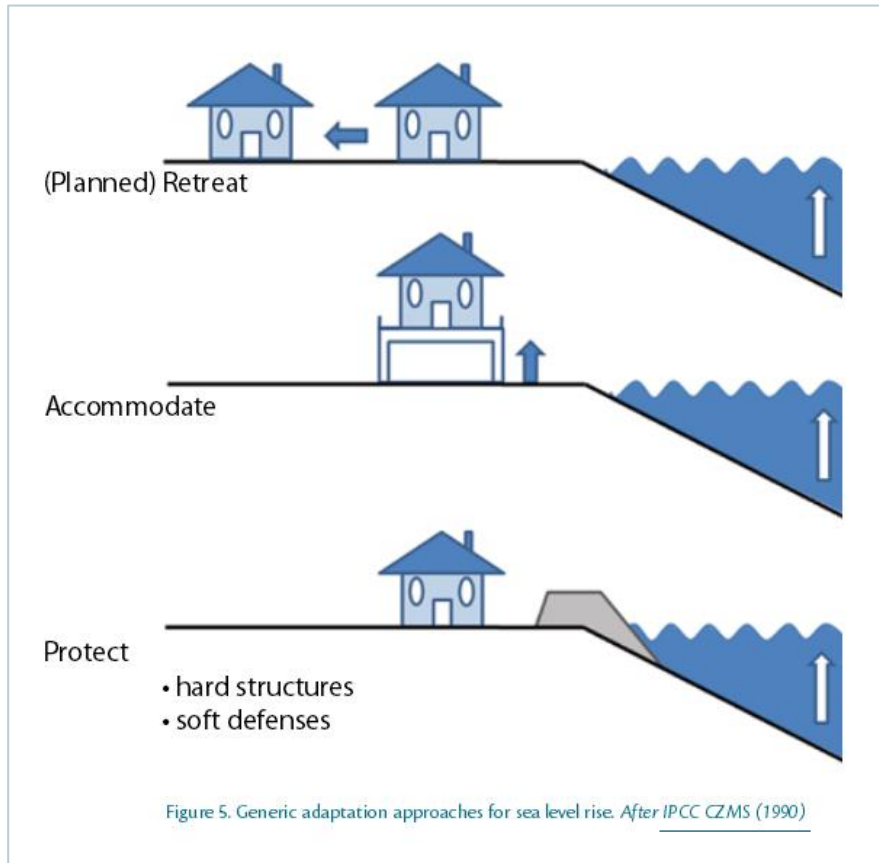 (Planned) Retreat
Accommodate
Protect
• hard structures
• soft defenses
Figure 5. Generic adaptation approaches for sea level rise. After IPCC CZMS (1990)